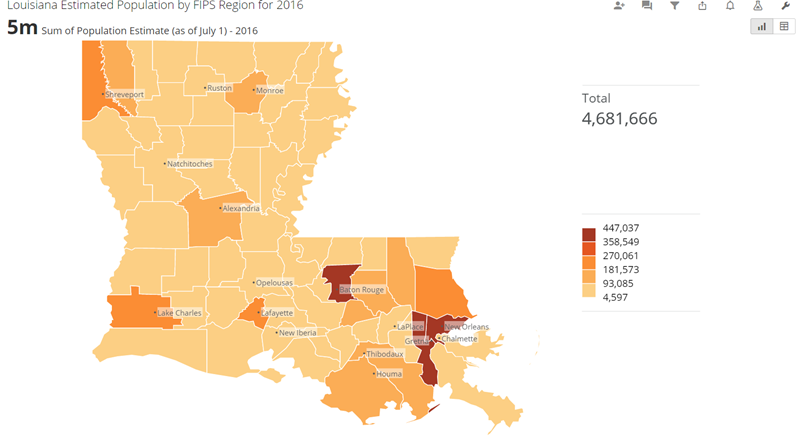 Louisiana Estimated Population by FIPS Region for 2016
5m Sum of Population Estimate (as of July 1) - 2016
Shreveport
Ruston
Monroe
Natchitoches
Alexandria
Opelousas
Baton Rouge
Lake Charles
Lafayette
New Iberia
LaPlace
New Orleans
Gretna
Chalmette
Thibodaux
Houma
Total
4,681,666
447,037
358,549
270,061
181,573
93,085
4,597